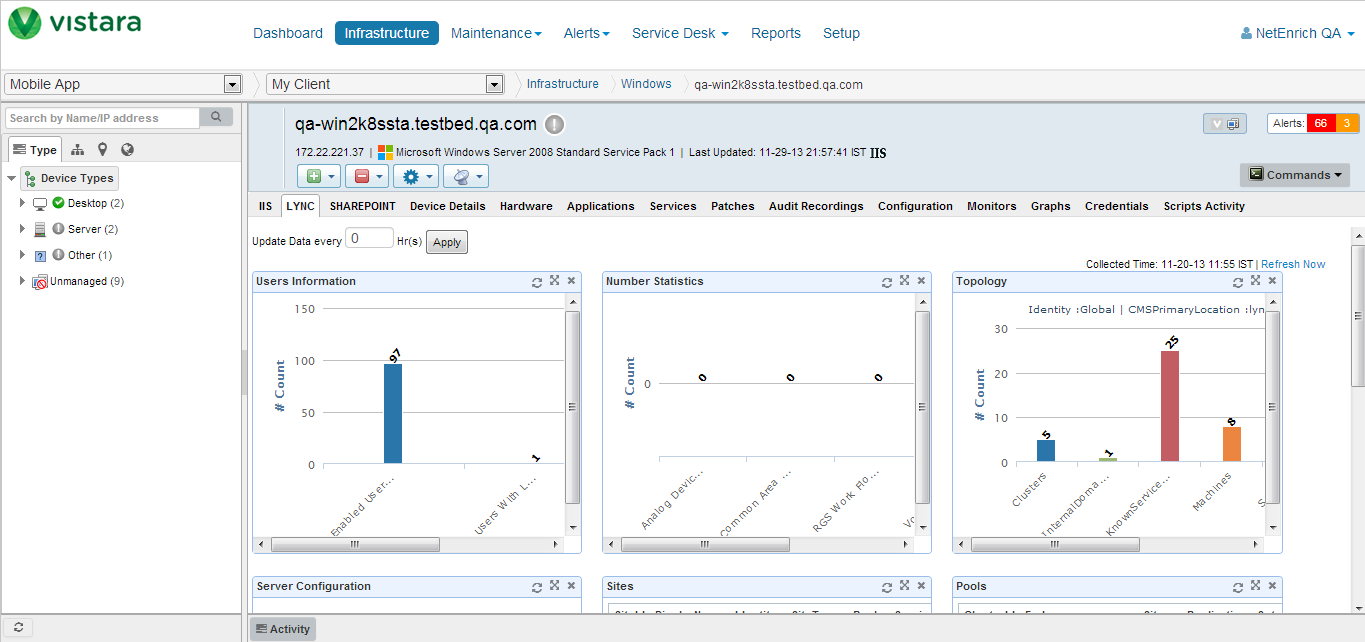 vistara
Dashboard Infrastructure Maintenance Alerts Service Desk Reports Setup NetEnrich QA
Mobile App My Client Infrastructure Windows qa-win2k8ssta.testbed.qa.com
Search by Name/IP address
Type
Device Types
Desktop (2)
Server (2)
Other (1)
Unmanaged (9)
qa-win2k8ssta.testbed.qa.com
Alerts: 66 3
172.22.221.37 | Microsoft Windows Server 2008 Standard Service Pack 1 | Last Updated: 11-29-13 21:57:41 IST IIS
Commands
IIS LYNC SHAREPOINT Device Details Hardware Applications Services Patches Audit Recordings Configuration Monitors Graphs Credentials Scripts Activity
Update Data every 0 Hr(s) Apply
Collected Time: 11-20-13 11:55 IST | Refresh Now
Users Information
# Count
150
100
50
0
97
1
Enabled User...
Users With L...
Number Statistics
# Count
0
0 0 0
Analog Devic...
Common Area ...
RGS Work Flo...
Topology
Identity :Global | CMSPrimaryLocation :lyn
# Count
30
20
10
0
5
1
25
8
Clusters
InternalDoma...
KnownService...
Machines
Server Configuration
Sites
Pools
Activity